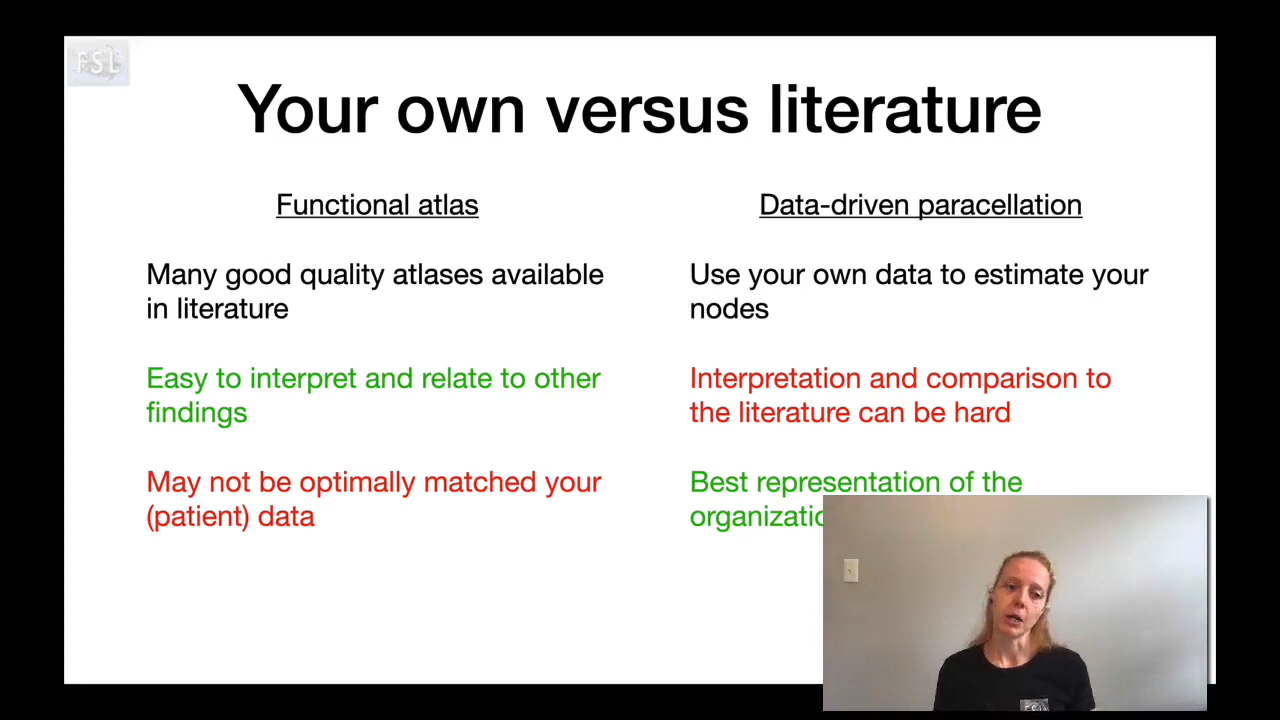 FSL
Your own versus literature
Functional atlas
Many good quality atlases available
in literature
Easy to interpret and relate to other
findings
May not be optimally matched your
(patient) data
Data-driven paracellation
Use your own data to estimate your
nodes
Interpretation and comparison to
the literature can be hard
Best representation of the
FSL